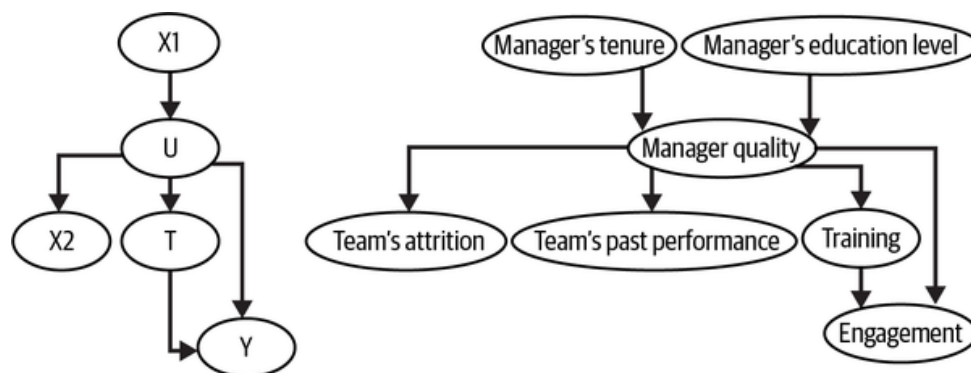 X1
U
X2
T
Y
Manager's tenure
Manager's education level
Manager quality
Team's attrition
Team's past performance
Training
Engagement